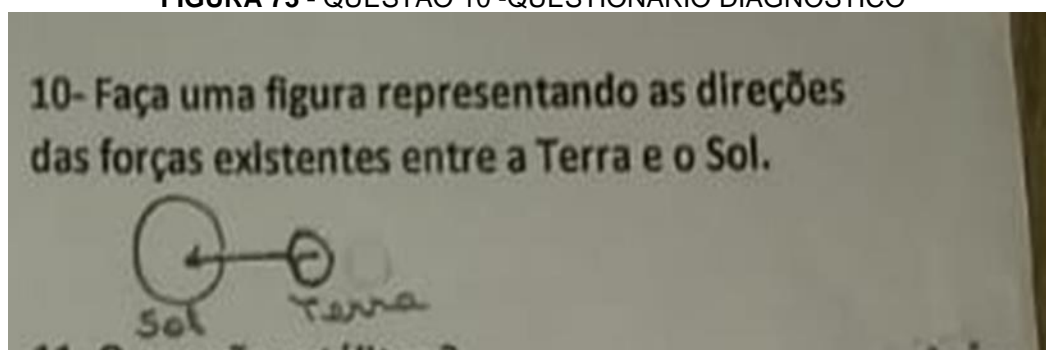 FIGURA 73 - QUESTÃO 10 -QUESTIONÁRIO DIAGNÓSTICO
10- Faça uma figura representando as direções
das forças existentes entre a Terra e o Sol.
Sol Terra